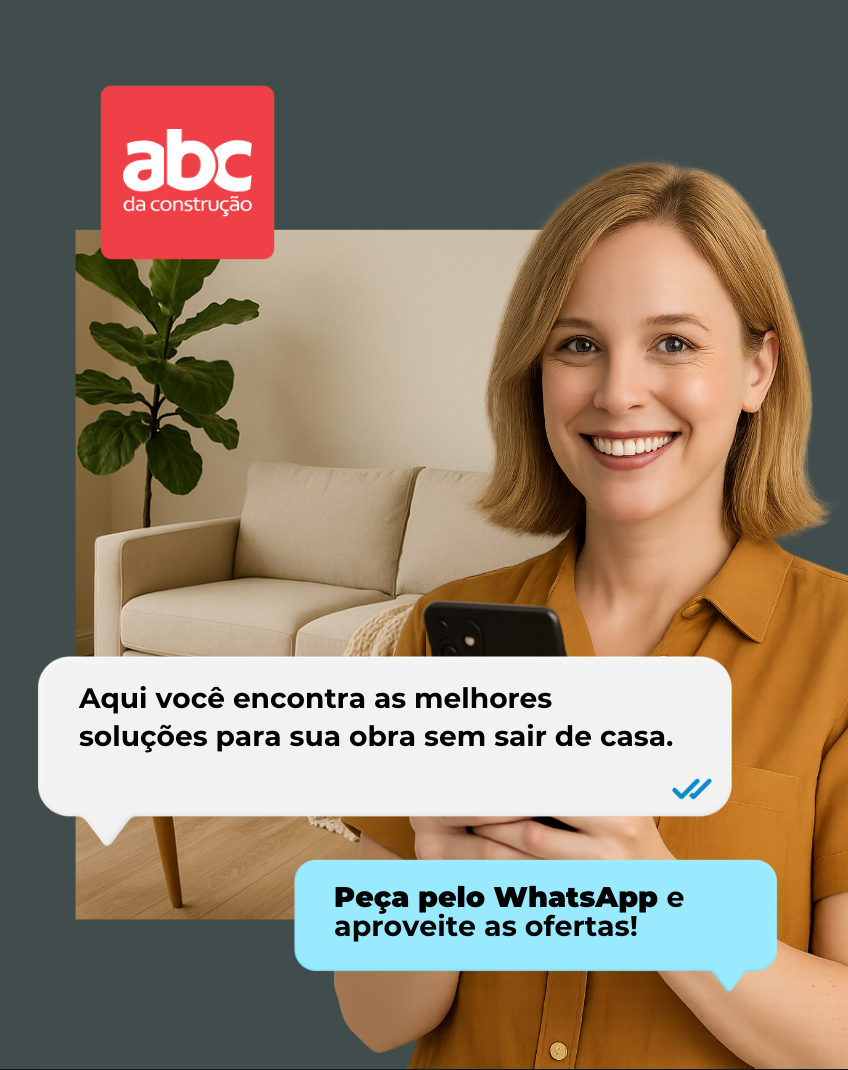 abc
da construção
Aqui você encontra as melhores
soluções para sua obra sem sair de casa.
Peça pelo WhatsApp e
aproveite as ofertas!